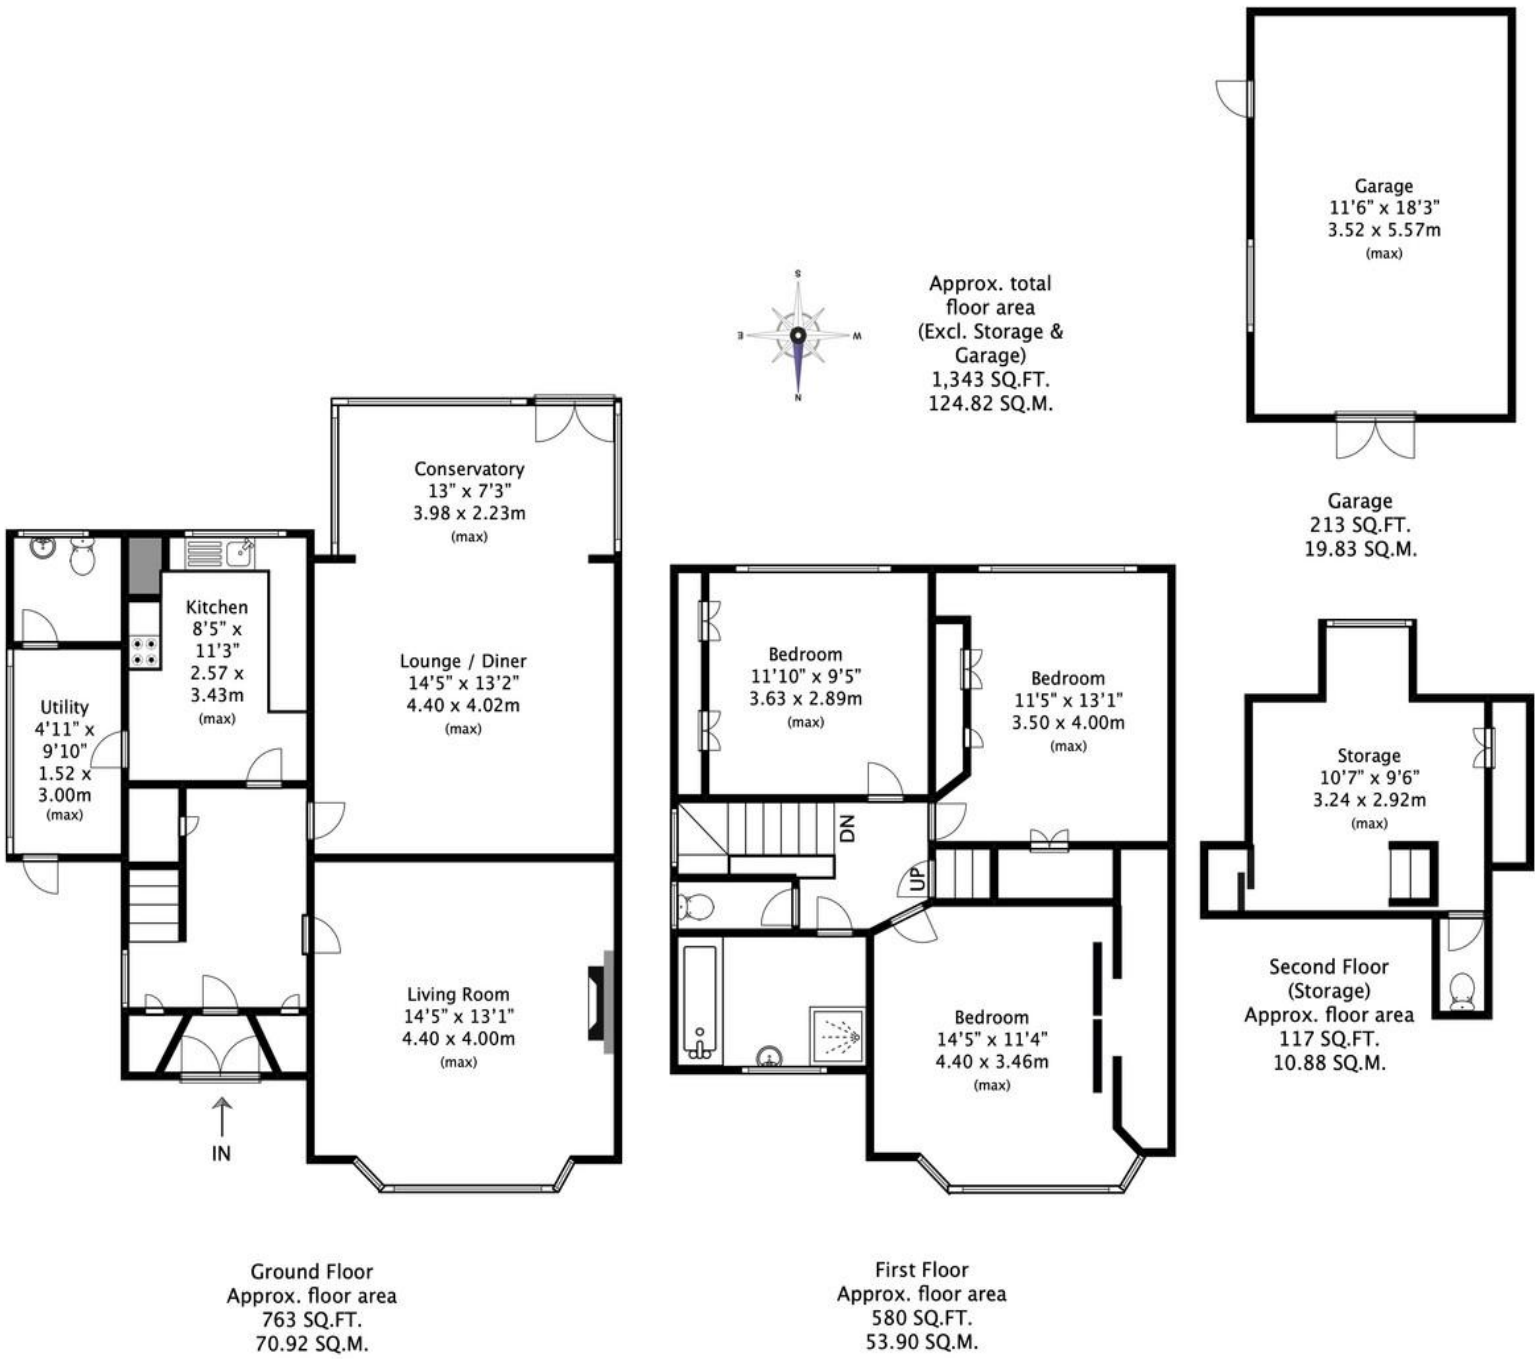 Garage
11'6" x 18'3"
3.52 x 5.57m
(max)
S
E
W
N
Approx. total
floor area
(Excl. Storage &
Garage)
1,343 SQ.FT.
124.82 SQ.M.
Garage
213 SQ.FT.
19.83 SQ.M.
Conservatory
13" x 7'3"
3.98 x 2.23m
(max)
Kitchen
8'5" x
11'3"
2.57 x
3.43m
(max)
Lounge / Diner
14'5" x 13'2"
4.40 x 4.02m
(max)
Utility
4'11" x
9'10"
1.52 x
3.00m
(max)
Living Room
14'5" x 13'1"
4.40 x 4.00m
(max)
IN
Bedroom
11'10" x 9'5"
3.63 x 2.89m
(max)
Bedroom
11'5" x 13'1"
3.50 x 4.00m
(max)
DN
UP
Bedroom
14'5" x 11'4"
4.40 x 3.46m
(max)
Storage
10'7" x 9'6"
3.24 x 2.92m
(max)
Second Floor
(Storage)
Approx. floor area
117 SQ.FT.
10.88 SQ.M.
Ground Floor
Approx. floor area
763 SQ.FT.
70.92 SQ.M.
First Floor
Approx. floor area
580 SQ.FT.
53.90 SQ.M.